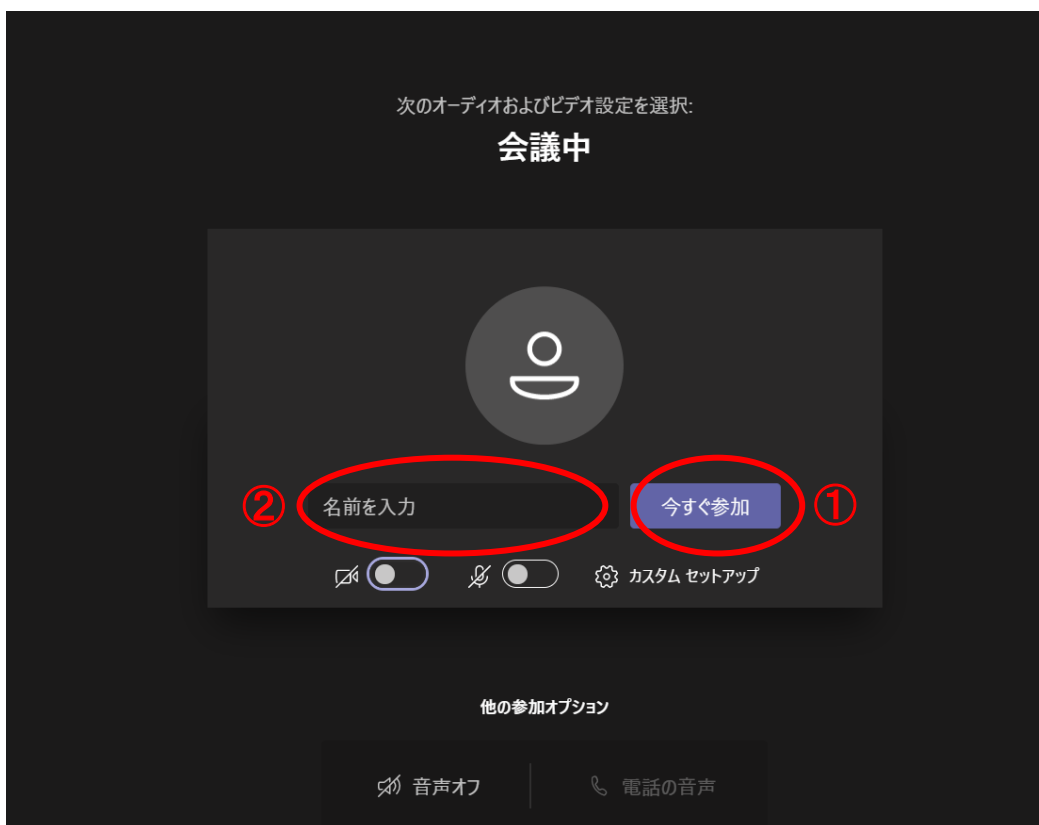 次のオーディオおよびビデオ設定を選択:
会議中
② 名前を入力 今すぐ参加 ①
カスタム セットアップ
他の参加オプション
音声オフ 電話の音声